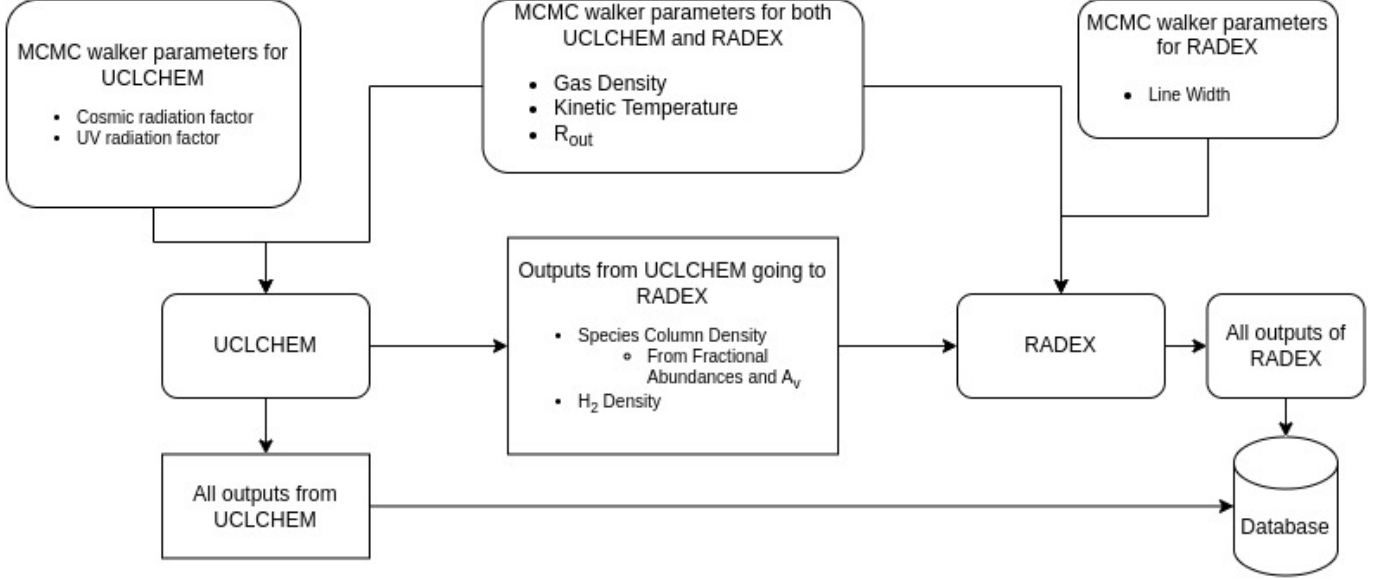 MCMC walker parameters for
UCLCHEM
• Cosmic radiation factor
• UV radiation factor
MCMC walker parameters for both
UCLCHEM and RADEX
• Gas Density
• Kinetic Temperature
• Rout
MCMC walker parameters
for RADEX
• Line Width
UCLCHEM
Outputs from UCLCHEM going to
RADEX
• Species Column Density
○ From Fractional
Abundances and Av
• H2 Density
RADEX
All outputs of
RADEX
All outputs from
UCLCHEM
Database